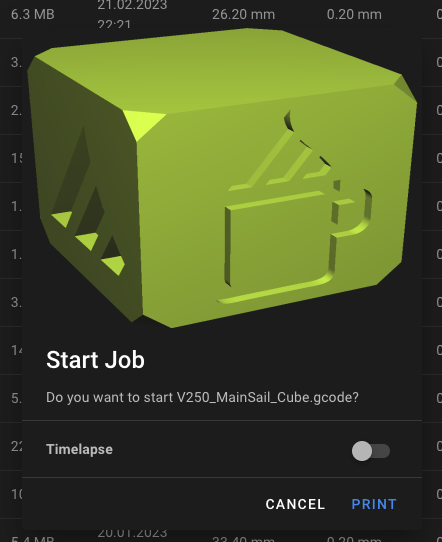 6.3 MB
21.02.2023
22:21
26.20 mm
0.20 mm
3.
2.
15
1.
1.
3.
14
5.
22
10
Start Job
Do you want to start V250_MainSail_Cube.gcode?
Timelapse
CANCEL
PRINT
5.4 MB
20.01.2023
33.40 mm
0.20 mm